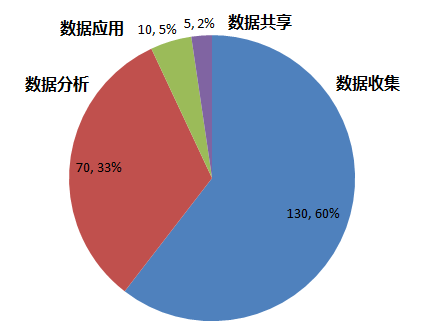 数据应用
10, 5%
5, 2%
数据共享
数据分析
数据收集
70, 33%
130, 60%